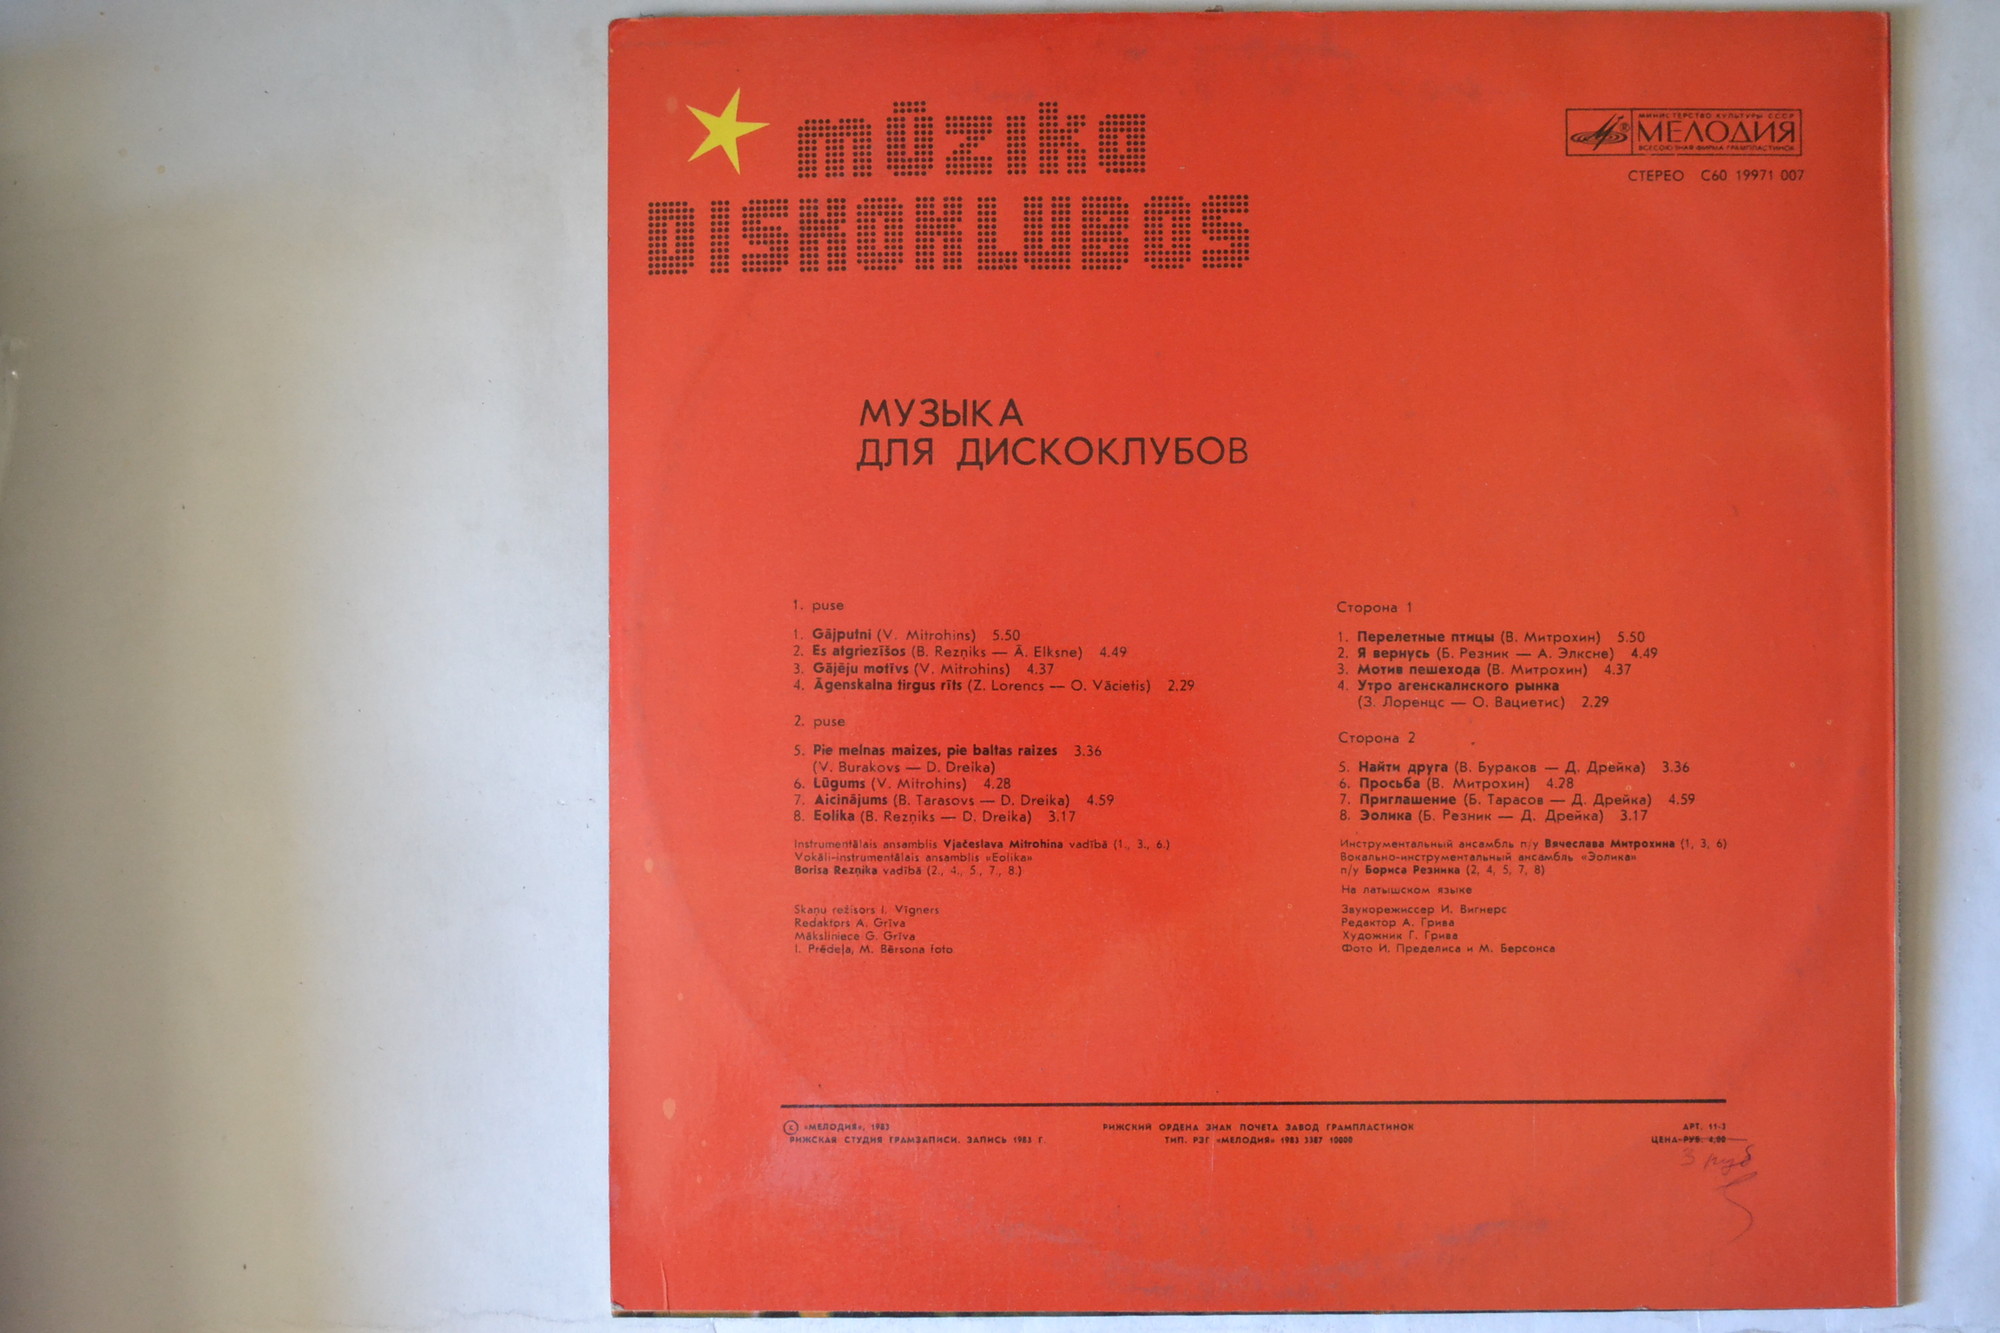 mūzika
DISKOKLUBOS
МИНИСТЕРСТВО КУЛЬТУРЫ СССР
МЕЛОДИЯ
ВСЕСОЮЗНАЯ ФИРМА ГРАМПЛАСТИНОК
СТЕРЕО С60 19971 007
МУЗЫКА
ДЛЯ ДИСКОКЛУБОВ
1. puse
1. Gājputni (V. Mitrohins) 5.50
2. Es atgriezīšos (B. Rezņiks — Ā. Elksne) 4.49
3. Gājēju motīvs (V. Mitrohins) 4.37
4. Āgenskalna tirgus rīts (Z. Lorencs — O. Vācietis) 2.29
2. puse
5. Pie melnas maizes, pie baltas raizes 3.36
(V. Burakovs — D. Dreika)
6. Lūgums (V. Mitrohins) 4.28
7. Aicinājums (B. Tarasovs — D. Dreika) 4.59
8. Eolika (B. Rezņiks — D. Dreika) 3.17
Instrumentālais ansamblis Vjačeslava Mitrohina vadībā (1., 3., 6.)
Vokāli-instrumentālais ansamblis «Eolika»
Borisa Rezņika vadībā (2., 4., 5., 7., 8.)
Skaņu režisors I. Vīgners
Redaktors A. Grīva
Māksliniece G. Grīva
I. Prēdeļa, M. Bērsona foto
Сторона 1
1. Перелетные птицы (В. Митрохин) 5.50
2. Я вернусь (Б. Резник — А. Элксне) 4.49
3. Мотив пешехода (В. Митрохин) 4.37
4. Утро агенскалнского рынка
(З. Лоренцс — О. Вациетис) 2.29
Сторона 2
5. Найти друга (В. Бураков — Д. Дрейка) 3.36
6. Просьба (В. Митрохин) 4.28
7. Приглашение (Б. Тарасов — Д. Дрейка) 4.59
8. Эолика (Б. Резник — Д. Дрейка) 3.17
Инструментальный ансамбль п/у Вячеслава Митрохина (1, 3, 6)
Вокально-инструментальный ансамбль «Эолика»
п/у Бориса Резника (2, 4, 5, 7, 8)
На латышском языке
Звукорежиссер И. Вигнерс
Редактор А. Грива
Художник Г. Грива
Фото И. Пределиса и М. Берсонса
«МЕЛОДИЯ», 1983
РИЖСКАЯ СТУДИЯ ГРАМЗАПИСИ. ЗАПИСЬ 1983 Г.
РИЖСКИЙ ОРДЕНА ЗНАК ПОЧЕТА ЗАВОД ГРАМПЛАСТИНОК
ТИП. РЗГ «МЕЛОДИЯ» 1983 3387 10000
АРТ. 11-3
ЦЕНА РУБ. 4,00
3 руб